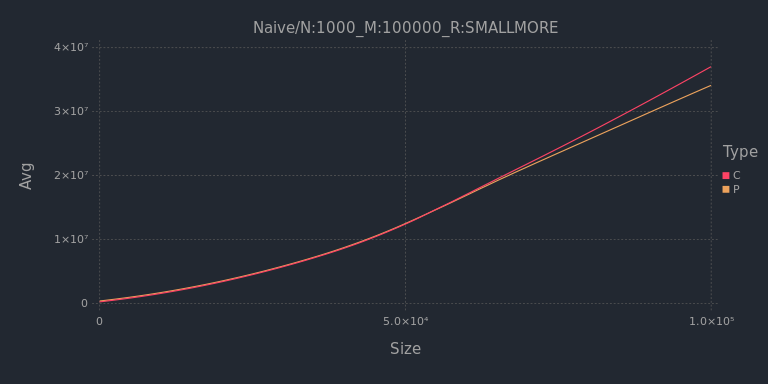 Naive/N:1000_M:100000_R:SMALLMORE
4×10⁷
3×10⁷
2×10⁷
1×10⁷
0
Avg
0
5.0×10⁴
1.0×10⁵
Size
Type
C
P